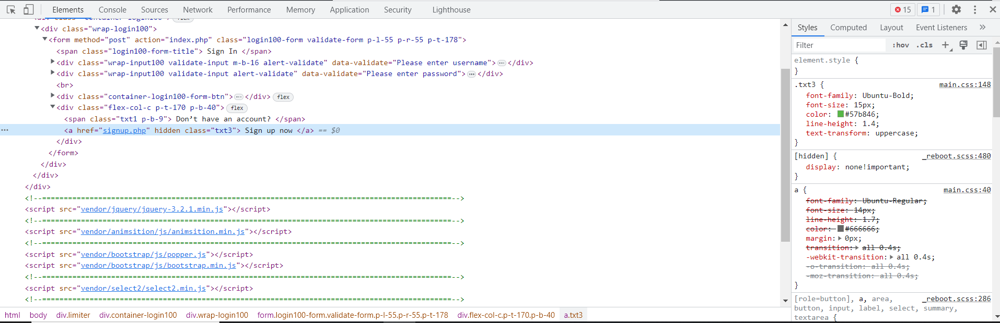 Elements Console Sources Network Performance Memory Application Security Lighthouse 15 1
<div class="container-login100"> flex
<div class="wrap-login100">
<form method="post" action="index.php" class="login100-form validate-form p-l-55 p-r-55 p-t-178">
<span class="login100-form-title"> Sign In </span>
<div class="wrap-input100 validate-input m-b-16 alert-validate" data-validate="Please enter username">…</div>
<div class="wrap-input100 validate-input alert-validate" data-validate="Please enter password">…</div>
<br>
<div class="container-login100-form-btn">…</div> flex
<div class="flex-col-c p-t-170 p-b-40"> flex
<span class="txt1 p-b-9"> Don’t have an account? </span>
… <a href="signup.php" hidden class="txt3"> Sign up now </a> == $0
</div>
</form>
</div>
</div>
</div>
<!--===============================================================================================-->
<script src="vendor/jquery/jquery-3.2.1.min.js"></script>
<!--===============================================================================================-->
<script src="vendor/animsition/js/animsition.min.js"></script>
<!--===============================================================================================-->
<script src="vendor/bootstrap/js/popper.js"></script>
<script src="vendor/bootstrap/js/bootstrap.min.js"></script>
<!--===============================================================================================-->
<script src="vendor/select2/select2.min.js"></script>
<!--===============================================================================================-->
html body div.limiter div.container-login100 div.wrap-login100 form.login100-form.validate-form.p-l-55.p-r-55.p-t-178 div.flex-col-c.p-t-170.p-b-40 a.txt3
Styles Computed Layout Event Listeners »
Filter :hov .cls +
element.style {
}
.txt3 { main.css:148
font-family: Ubuntu-Bold;
font-size: 15px;
color: #57b846;
line-height: 1.4;
text-transform: uppercase;
}
[hidden] { _reboot.scss:480
display: none!important;
}
a { main.css:40
font-family: Ubuntu-Regular;
font-size: 14px;
line-height: 1.7;
color: #666666;
margin: 0px;
transition: all 0.4s;
-webkit-transition: all 0.4s;
-o-transition: all 0.4s;
-moz-transition: all 0.4s;
}
[role=button], a, area, _reboot.scss:286
button, input, label, select, summary,
textarea {